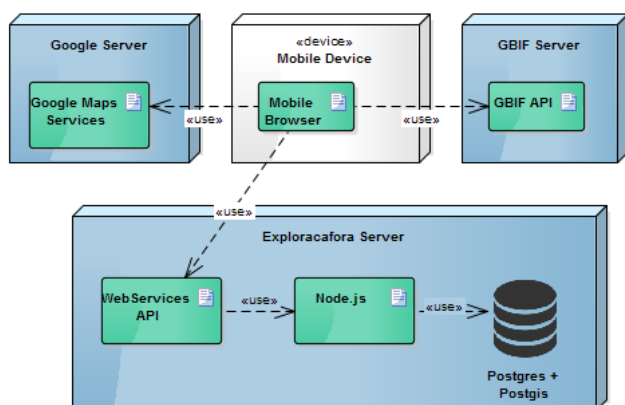 Google Server
«device»
Mobile Device
GBIF Server
Google Maps
Services
«use»
Mobile
Browser
«use»
GBIF API
«use»
Exploracafora Server
WebServices
API
«use»
Node.js
«use»
Postgres +
Postgis